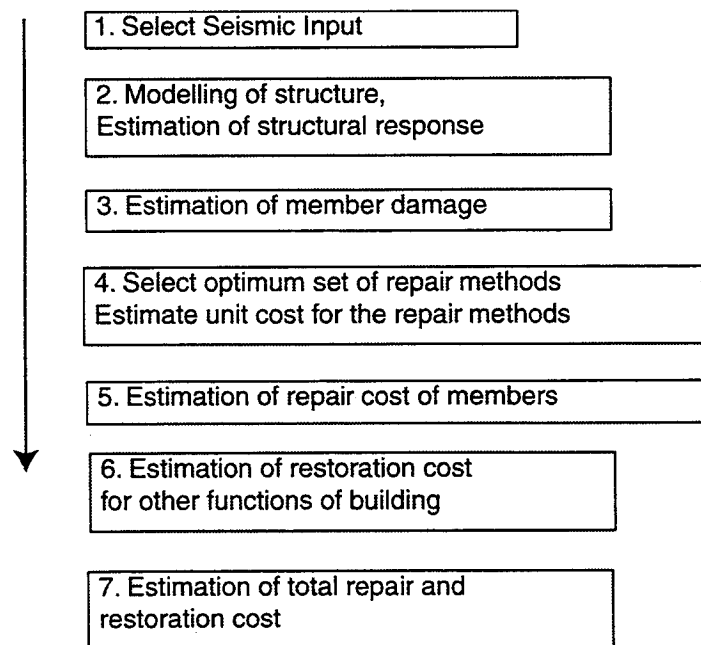 1. Select Seismic Input
2. Modelling of structure,
Estimation of structural response
3. Estimation of member damage
4. Select optimum set of repair methods
Estimate unit cost for the repair methods
5. Estimation of repair cost of members
6. Estimation of restoration cost
for other functions of building
7. Estimation of total repair and
restoration cost